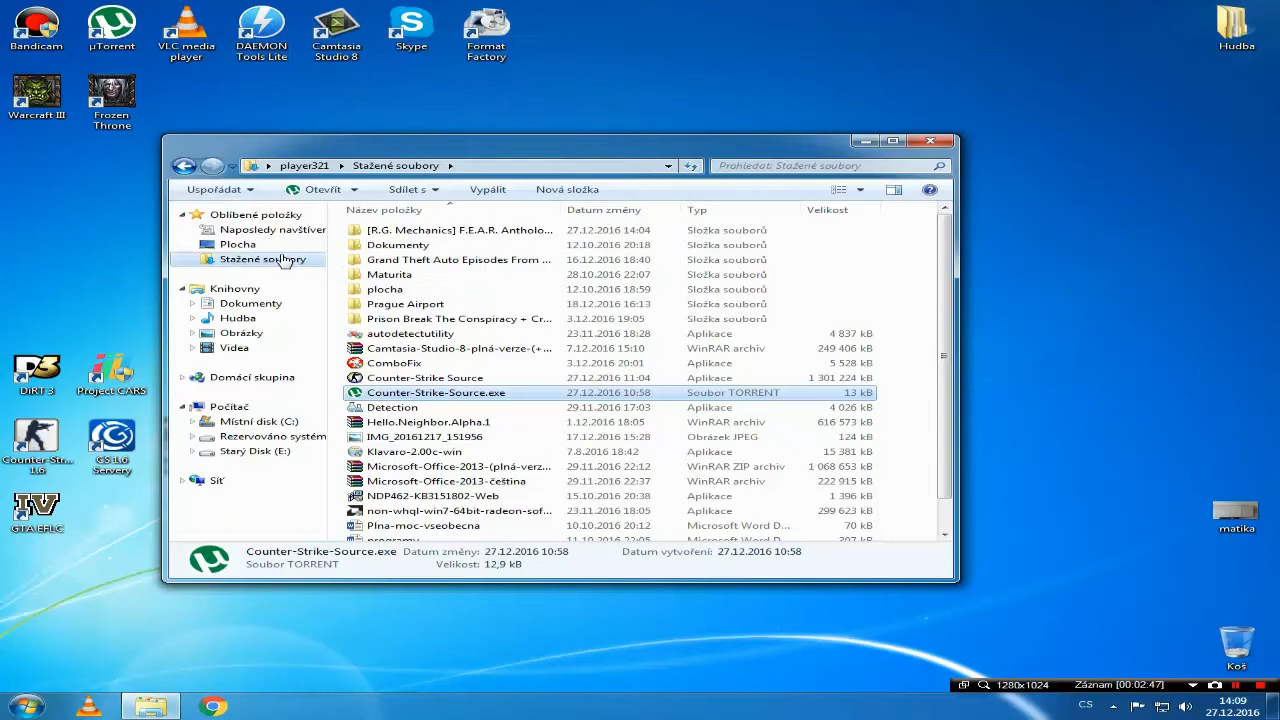 Bandicam
µTorrent
VLC media
player
DAEMON
Tools Lite
Camtasia
Studio 8
Skype
Format
Factory
Hudba
Warcraft III
Frozen
Throne
player321
Stažené soubory
Prohledat: Stažené soubory
Uspořádat
Otevřít
Sdílet s
Vypálit
Nová složka
Oblíbené položky
Naposledy navštíver
Plocha
Stažené soubory
Knihovny
Dokumenty
Hudba
Obrázky
Videa
Domácí skupina
Počítač
Místní disk (C:)
Rezervováno systém
Starý Disk (E:)
Síť
Název položky Datum změny Typ Velikost
[R.G. Mechanics] F.E.A.R. Antholo... 27.12.2016 14:04 Složka souborů
Dokumenty 12.10.2016 20:18 Složka souborů
Grand Theft Auto Episodes From ... 16.12.2016 18:40 Složka souborů
Maturita 28.10.2016 22:07 Složka souborů
plocha 12.10.2016 18:59 Složka souborů
Prague Airport 18.12.2016 16:13 Složka souborů
Prison Break The Conspiracy + Cr... 3.12.2016 19:05 Složka souborů
autodetectutility 23.11.2016 18:28 Aplikace 4 837 kB
Camtasia-Studio-8-plná-verze-(+... 7.12.2016 15:10 WinRAR archiv 249 406 kB
ComboFix 3.12.2016 20:01 Aplikace 5 528 kB
Counter-Strike Source 27.12.2016 11:04 Aplikace 1 301 224 kB
Counter-Strike-Source.exe 27.12.2016 10:58 Soubor TORRENT 13 kB
Detection 29.11.2016 17:03 Aplikace 4 026 kB
Hello.Neighbor.Alpha.1 1.12.2016 18:05 WinRAR archiv 616 573 kB
IMG_20161217_151956 17.12.2016 15:28 Obrázek JPEG 124 kB
Klavaro-2.00c-win 7.8.2016 18:42 Aplikace 15 381 kB
Microsoft-Office-2013-(plná-verz... 29.11.2016 22:12 WinRAR ZIP archiv 1 068 653 kB
Microsoft-Office-2013-čeština 29.11.2016 22:37 WinRAR archiv 222 915 kB
NDP462-KB3151802-Web 15.10.2016 20:38 Aplikace 1 396 kB
non-whql-win7-64bit-radeon-sof... 23.11.2016 18:05 Aplikace 299 623 kB
Plna-moc-vseobecna 10.10.2016 20:12 Microsoft Word D... 70 kB
programy 11.10.2016 22:05 Microsoft Word D... 307 kB
Counter-Strike-Source.exe Datum změny: 27.12.2016 10:58 Datum vytvoření: 27.12.2016 10:58
Soubor TORRENT Velikost: 12,9 kB
DiRT 3
DiRT 3
Project CARS
Counter-Str...
1.6
CS 1.6
Servery
IV
GTA EFLC
matika
Koš
1280x1024 Záznam [00:02:47]
CS
14:09
27.12.2016